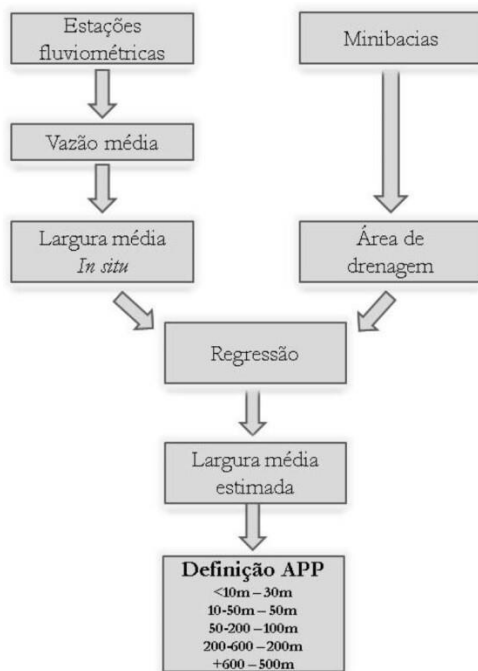 Estações
fluviométricas
Minibacias
Vazão média
Largura média
In situ
Área de
drenagem
Regressão
Largura média
estimada
Definição APP
<10m – 30m
10-50m – 50m
50-200 – 100m
200-600 – 200m
+600 – 500m